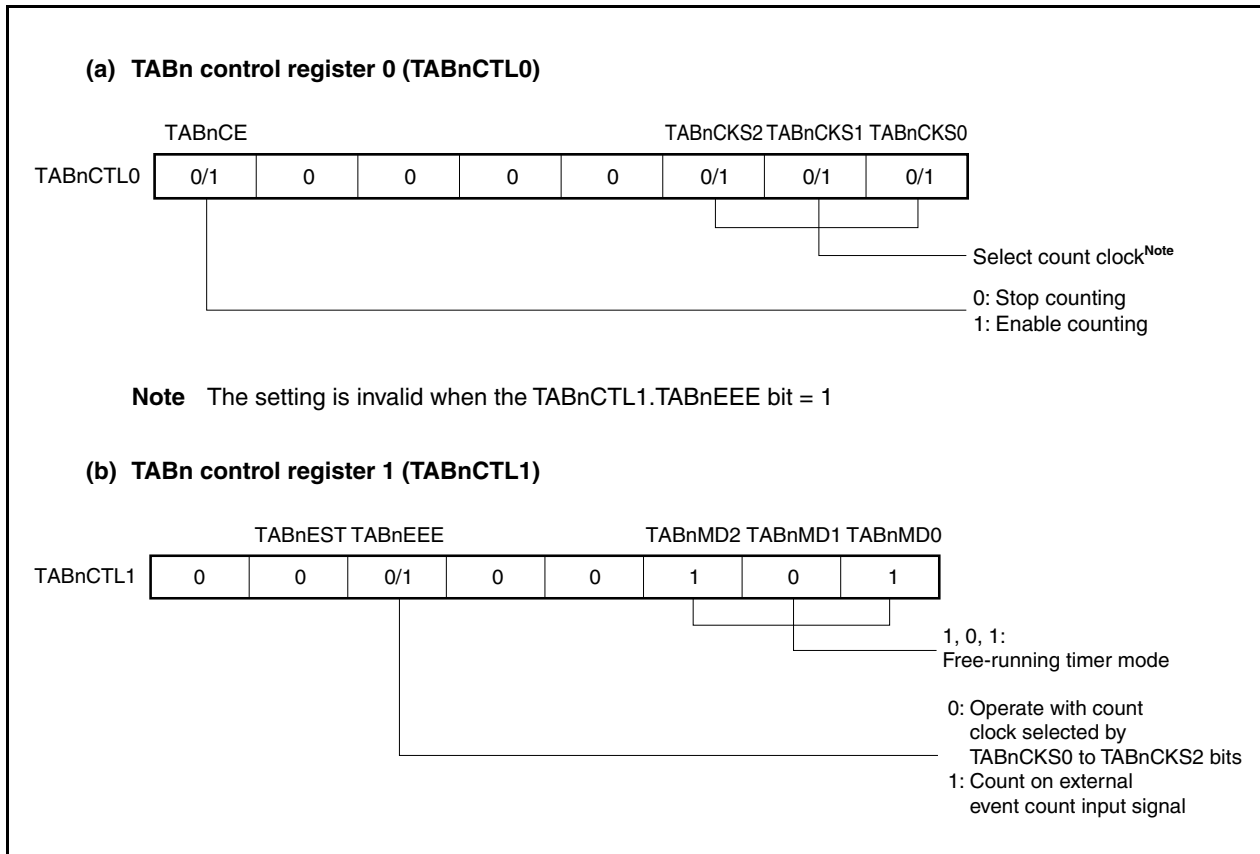 (a) TABn control register 0 (TABnCTL0)
TABnCE TABnCKS2 TABnCKS1 TABnCKS0
TABnCTL0 0/1 0 0 0 0 0/1 0/1 0/1
Select count clockNote
0: Stop counting
1: Enable counting
Note The setting is invalid when the TABnCTL1.TABnEEE bit = 1
(b) TABn control register 1 (TABnCTL1)
TABnEST TABnEEE TABnMD2 TABnMD1 TABnMD0
TABnCTL1 0 0 0/1 0 0 1 0 1
1, 0, 1:
Free-running timer mode
0: Operate with count
clock selected by
TABnCKS0 to TABnCKS2 bits
1: Count on external
event count input signal